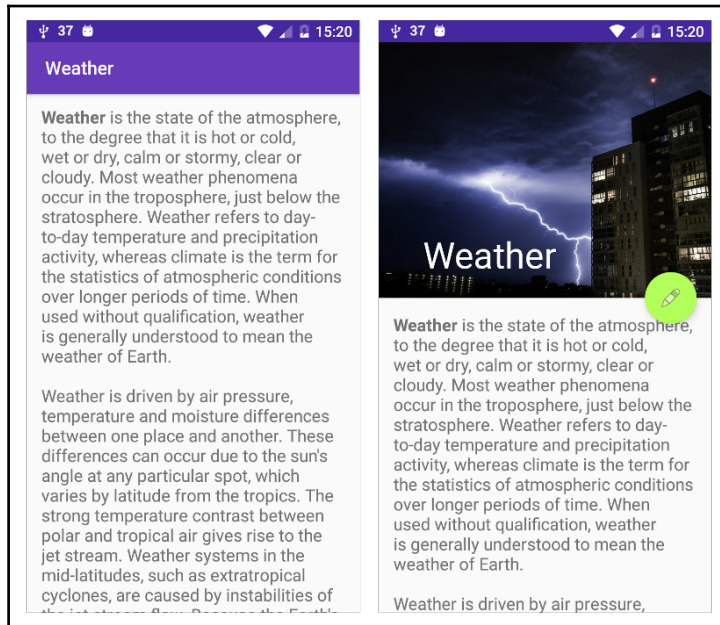 37
15:20
Weather
Weather is the state of the atmosphere,
to the degree that it is hot or cold,
wet or dry, calm or stormy, clear or
cloudy. Most weather phenomena
occur in the troposphere, just below the
stratosphere. Weather refers to day-
to-day temperature and precipitation
activity, whereas climate is the term for
the statistics of atmospheric conditions
over longer periods of time. When
used without qualification, weather
is generally understood to mean the
weather of Earth.
Weather is driven by air pressure,
temperature and moisture differences
between one place and another. These
differences can occur due to the sun's
angle at any particular spot, which
varies by latitude from the tropics. The
strong temperature contrast between
polar and tropical air gives rise to the
jet stream. Weather systems in the
mid-latitudes, such as extratropical
cyclones, are caused by instabilities of
the jet stream flow. Because the Earth's
37
15:20
Weather
Weather is the state of the atmosphere,
to the degree that it is hot or cold,
wet or dry, calm or stormy, clear or
cloudy. Most weather phenomena
occur in the troposphere, just below the
stratosphere. Weather refers to day-
to-day temperature and precipitation
activity, whereas climate is the term for
the statistics of atmospheric conditions
over longer periods of time. When
used without qualification, weather
is generally understood to mean the
weather of Earth.
Weather is driven by air pressure,